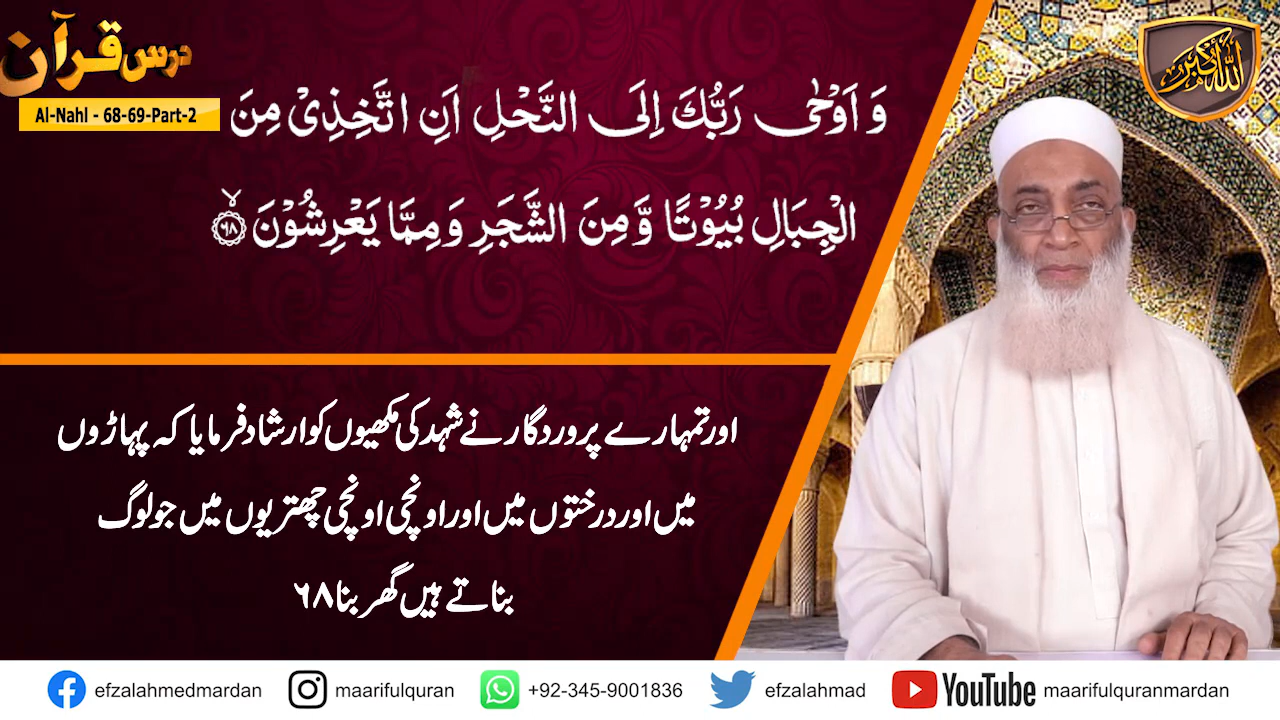 درس قرآن
Al-Nahl - 68-69-Part-2
وَ اَوْحٰی رَبُّكَ اِلَی النَّحْلِ اَنِ اتَّخِذِیْ مِنَ
الْجِبَالِ بُیُوْتًا وَّ مِنَ الشَّجَرِ وَ مِمَّا یَعْرِشُوْنَۙ۝۶۸
اور تمہارے پروردگار نے شہد کی مکھیوں کو ارشاد فرمایا کہ پہاڑوں
میں اور درختوں میں اور اونچی اونچی چھتریوں میں جو لوگ
بناتے ہیں گھر بنا ۶۸
اللہ اکبر
efzalahmedmardan
maarifulquran
+92-345-9001836
efzalahmad
YouTube maarifulquranmardan